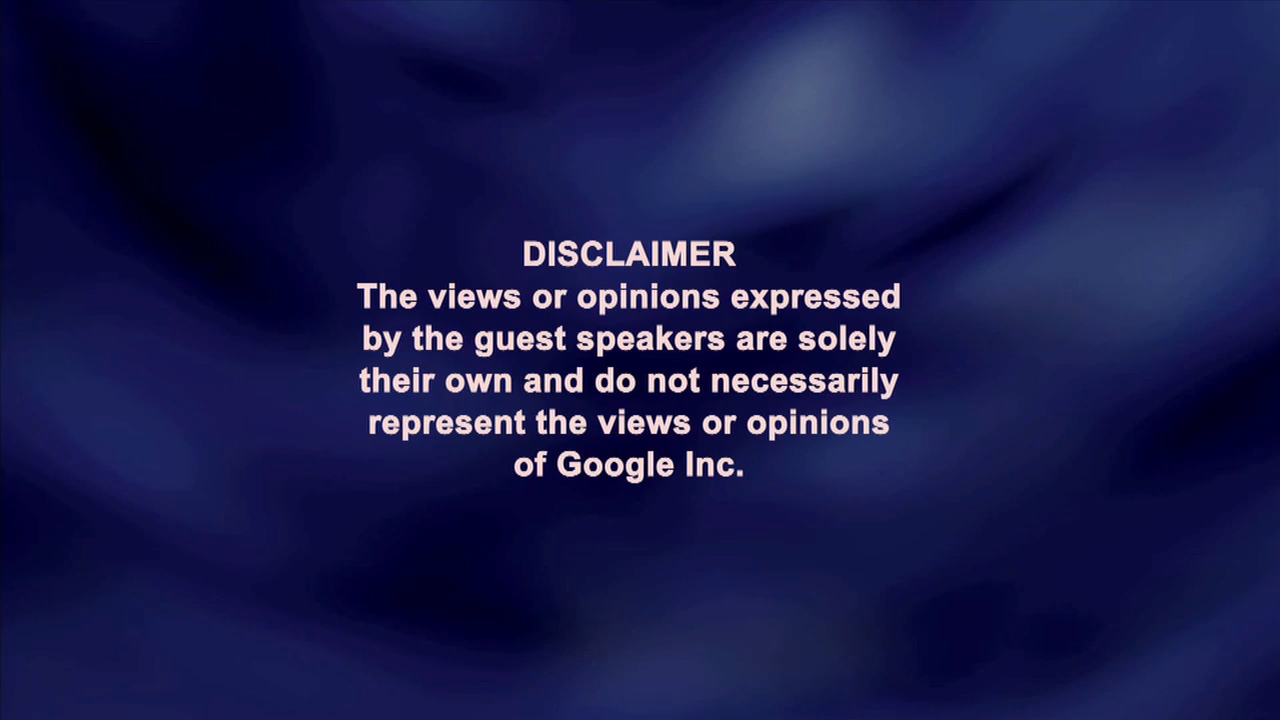 DISCLAIMER
The views or opinions expressed
by the guest speakers are solely
their own and do not necessarily
represent the views or opinions
of Google Inc.